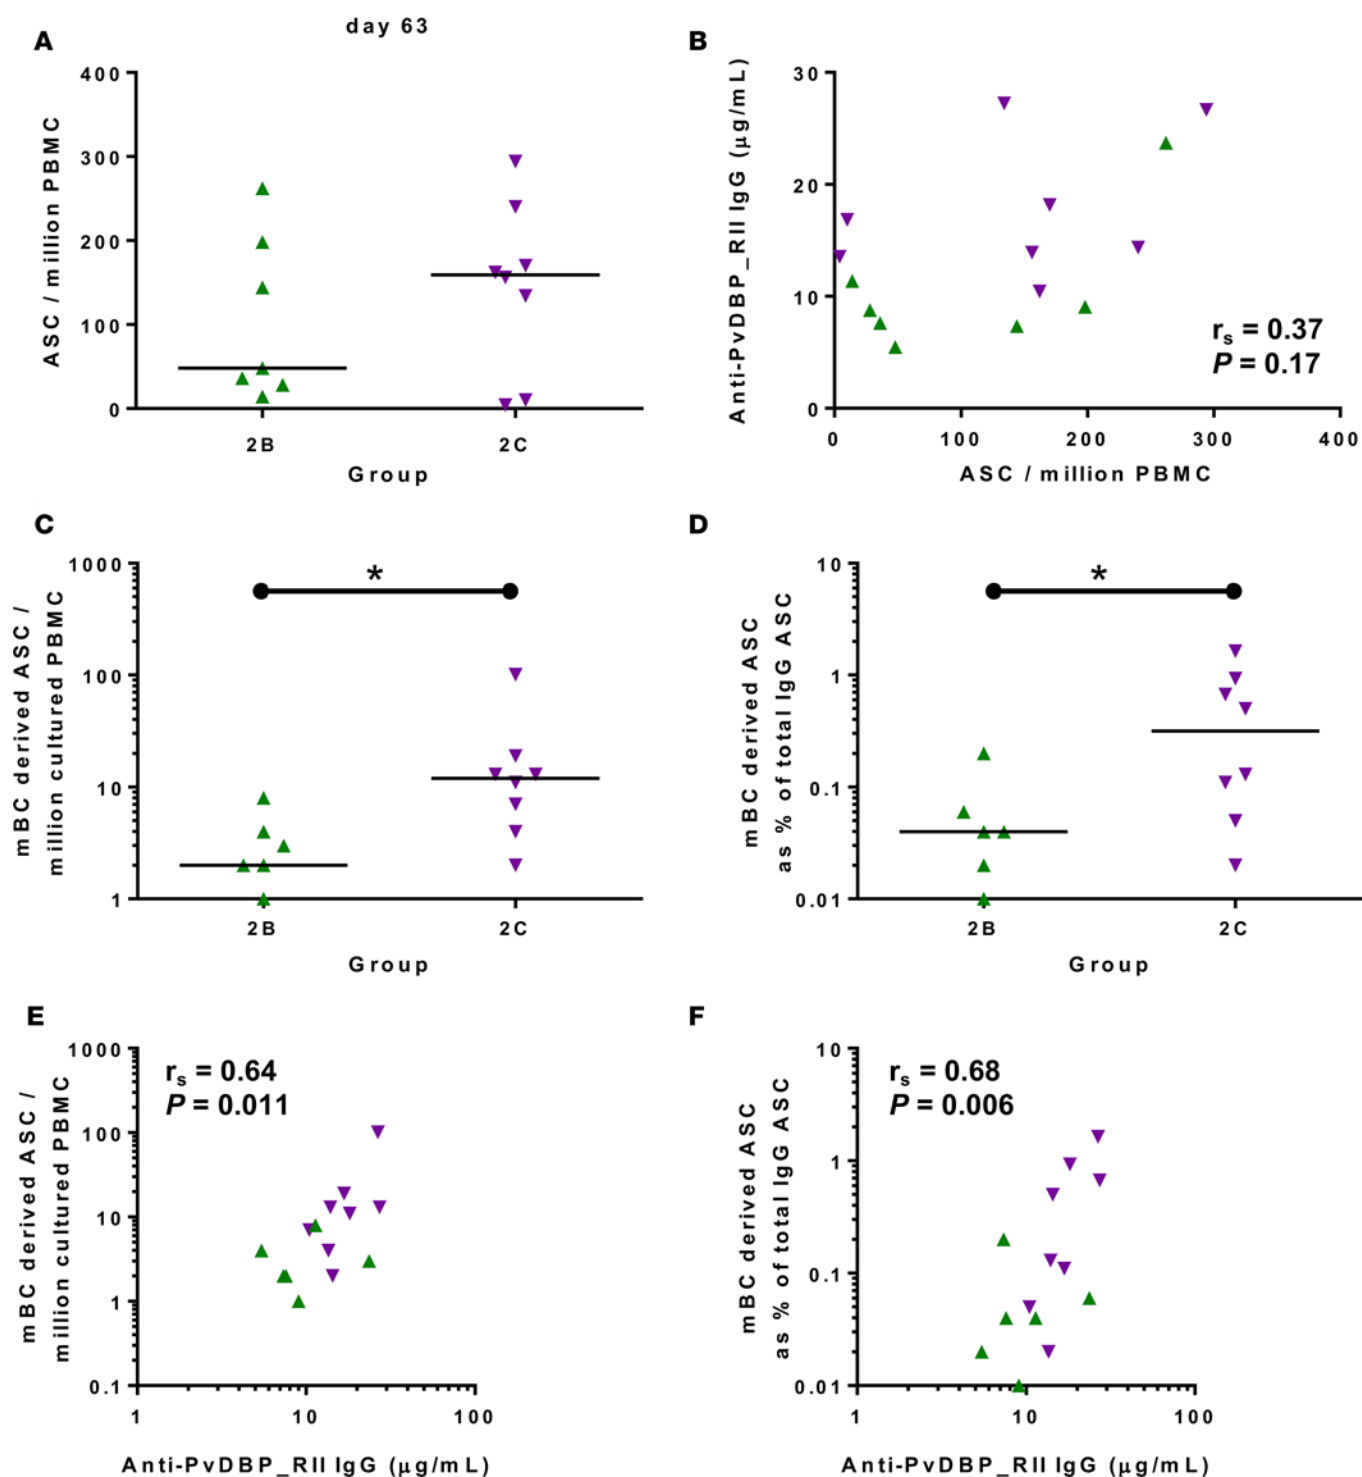 A
day 63
ASC / million PBMC
400
300
200
100
0
2B
2C
Group
B
Anti-PvDBP_RII IgG (μg/mL)
30
20
10
0
0
100
200
300
400
ASC / million PBMC
rs = 0.37
P = 0.17
C
mBC derived ASC /
million cultured PBMC
1000
100
10
1
*
2B
2C
Group
D
mBC derived ASC
as % of total IgG ASC
10
1
0.1
0.01
*
2B
2C
Group
E
mBC derived ASC /
million cultured PBMC
1000
100
10
1
0.1
rs = 0.64
P = 0.011
1
10
100
Anti-PvDBP_RII IgG (μg/mL)
F
mBC derived ASC
as % of total IgG ASC
10
1
0.1
0.01
rs = 0.68
P = 0.006
1
10
100
Anti-PvDBP_RII IgG (μg/mL)